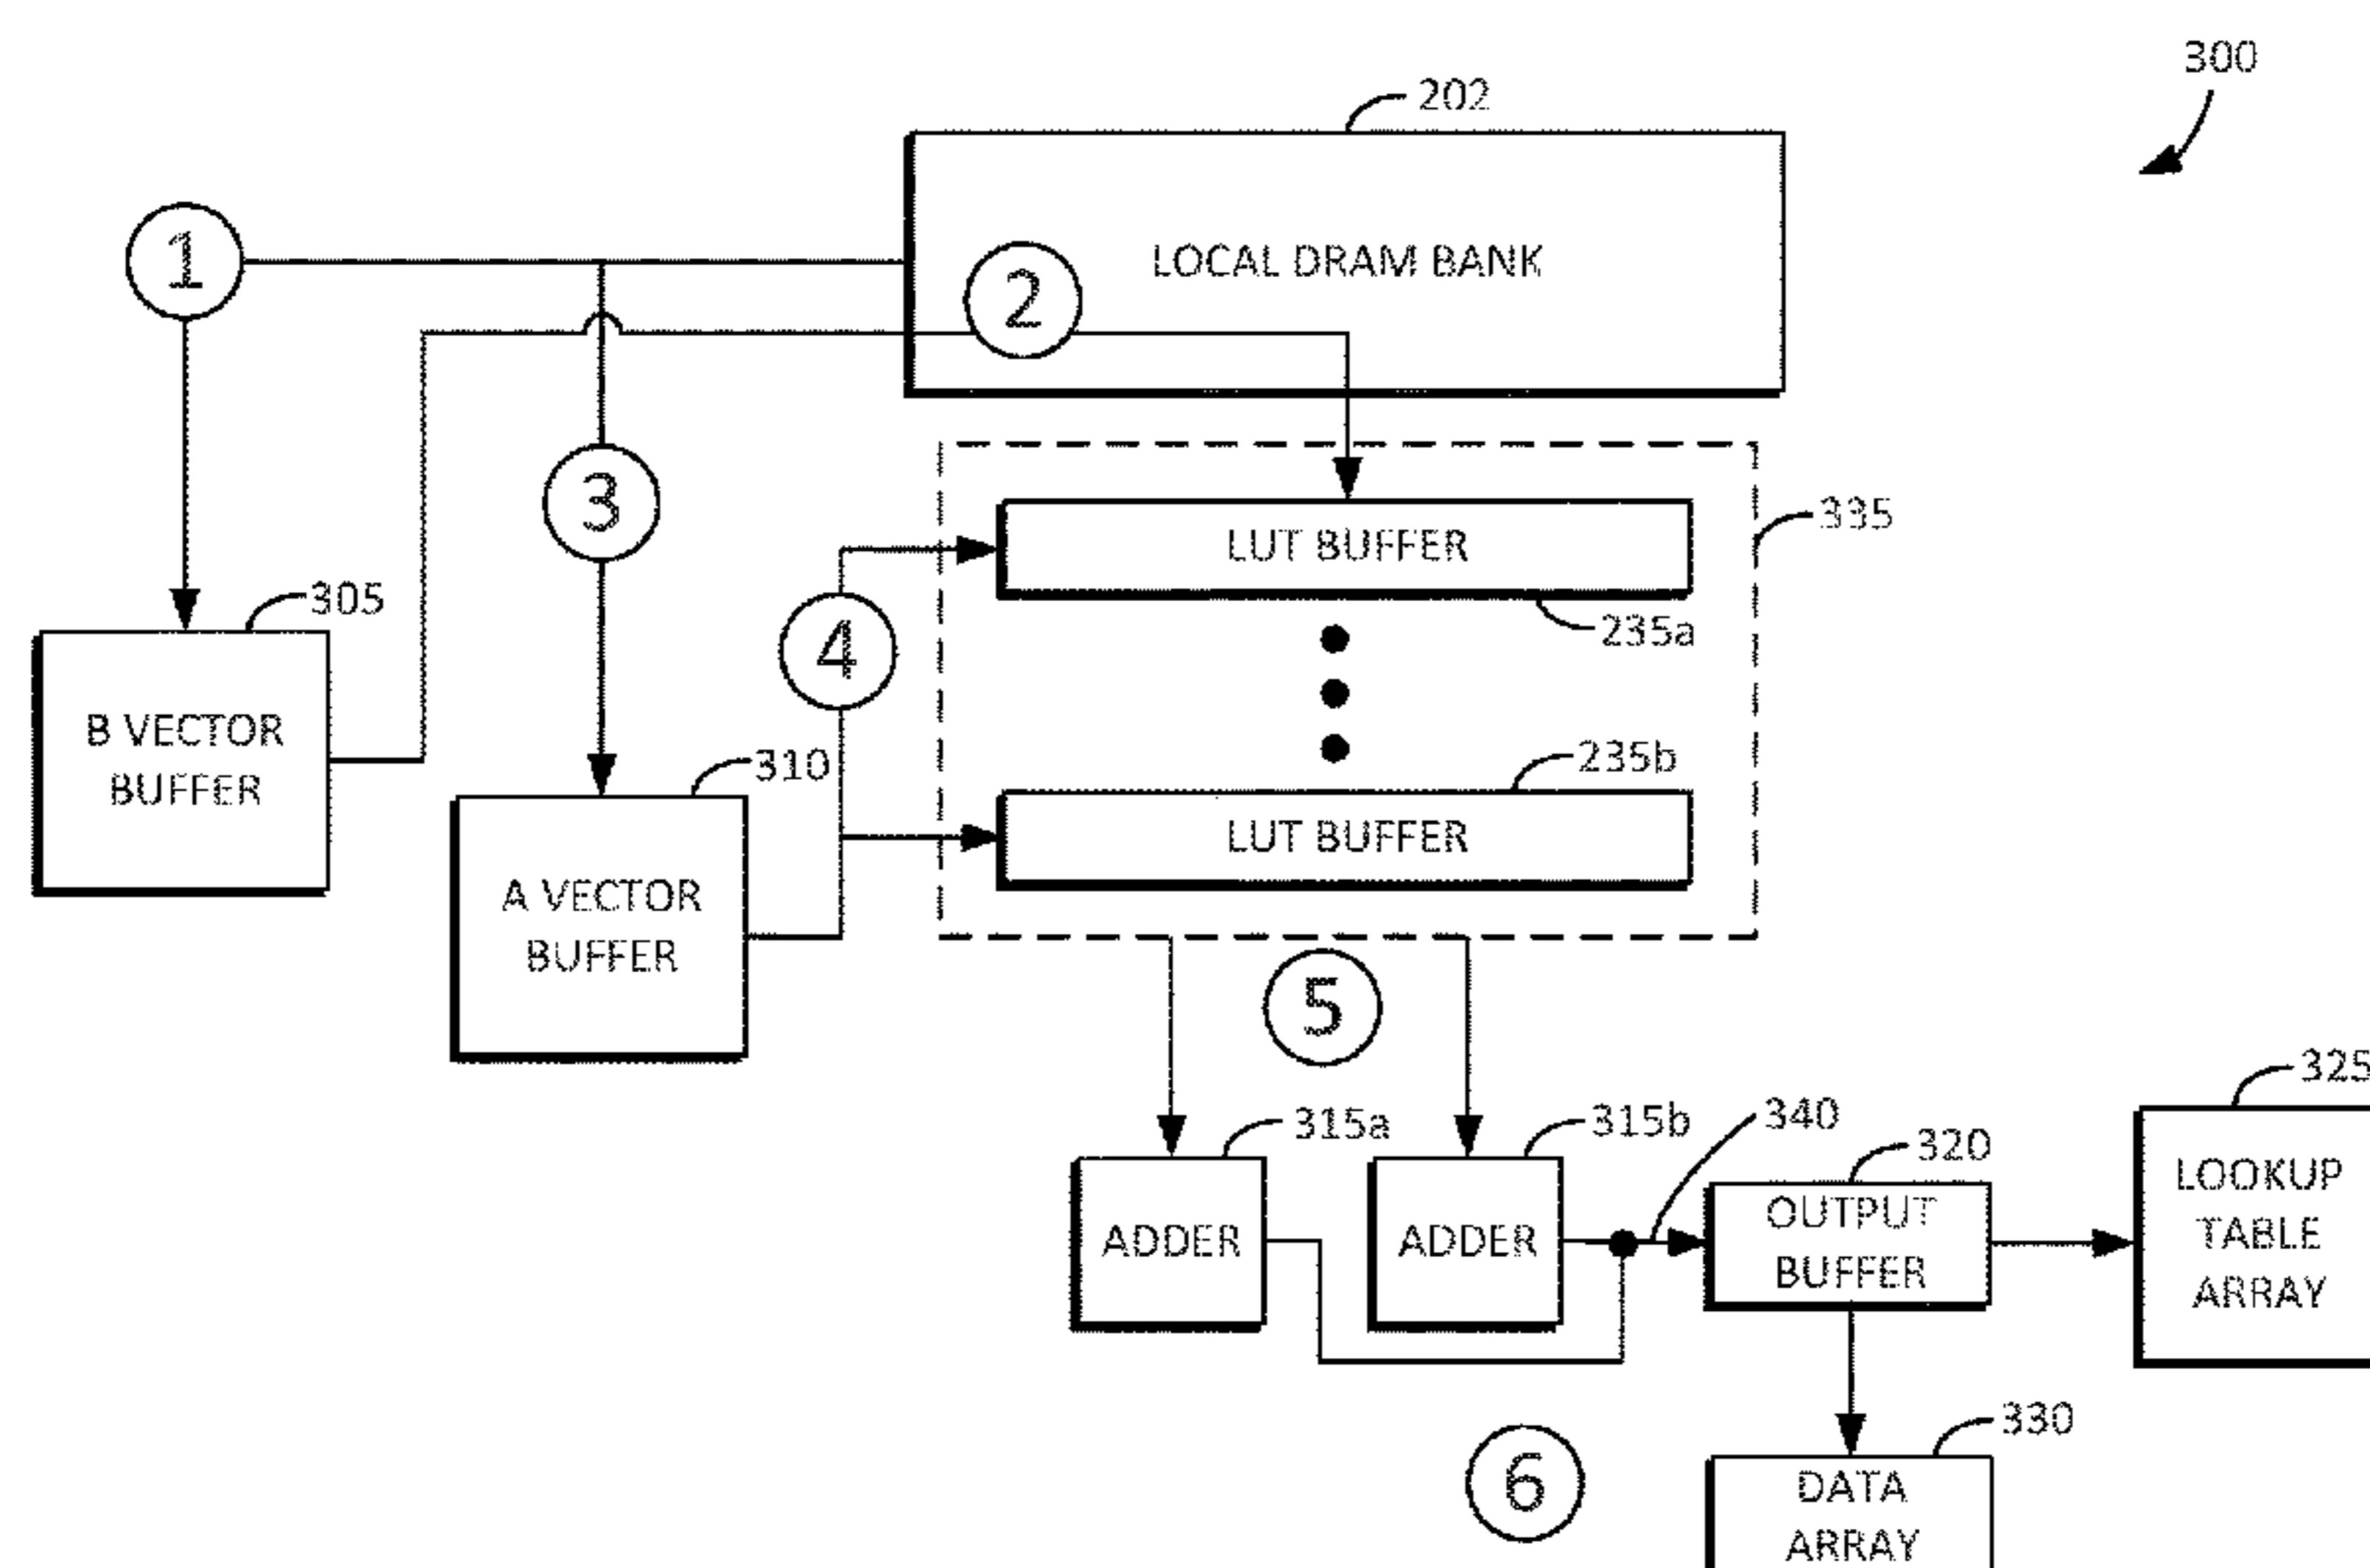 300
202
LOCAL DRAM BANK
1
2
3
335
LUT BUFFER
305
235a
4
B VECTOR
BUFFER
310
235b
LUT BUFFER
A VECTOR
BUFFER
5
325
315a
315b
340
320
LOOKUP
TABLE
ARRAY
ADDER
ADDER
OUTPUT
BUFFER
330
6
DATA
ARRAY